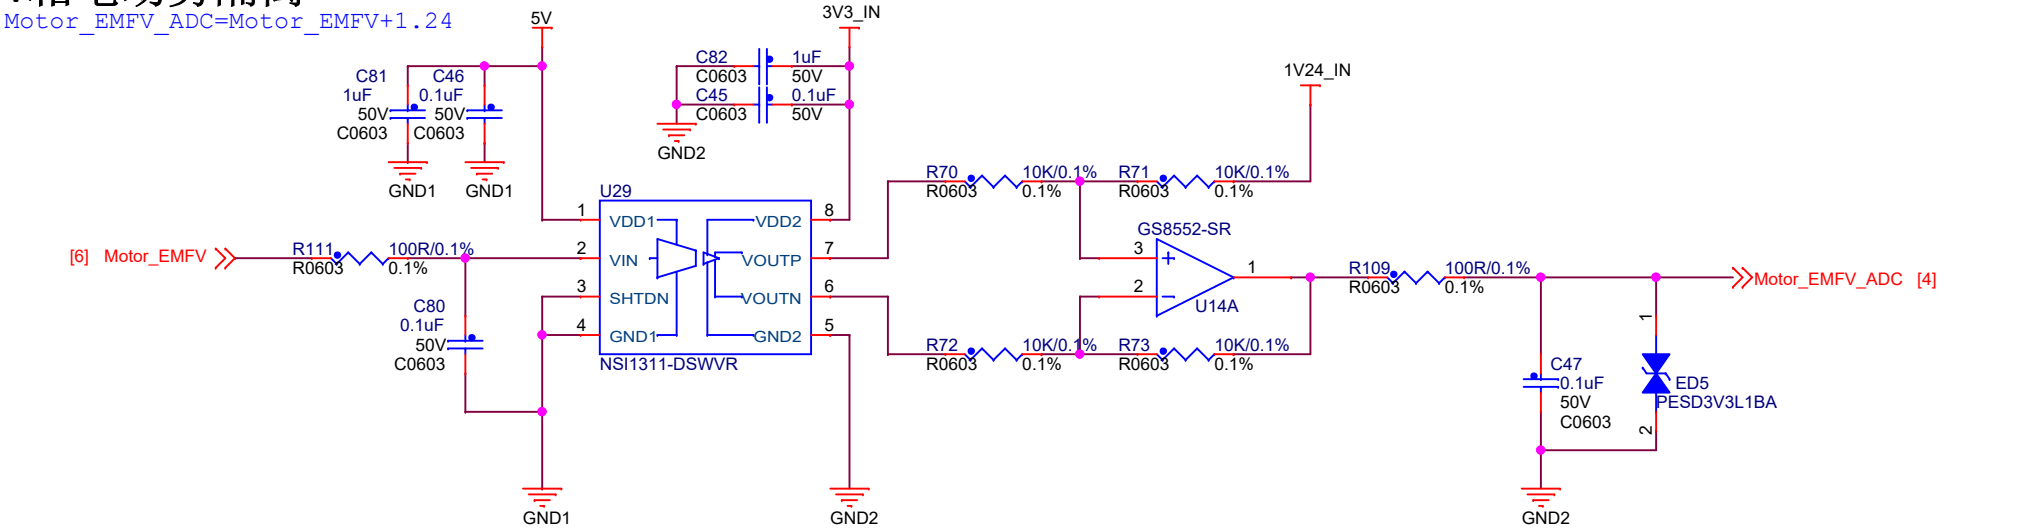 Motor_EMFV_ADC=Motor_EMFV+1.24
5V
3V3_IN
C81
1uF
50V
C0603
C46
0.1uF
50V
C0603
GND1
GND1
C82
C0603
1uF
50V
C45
C0603
0.1uF
50V
GND2
1V24_IN
R70
R0603
10K/0.1%
0.1%
R71
R0603
10K/0.1%
0.1%
U29
1
VDD1
VDD2
8
[6] Motor_EMFV
R111
R0603
100R/0.1%
0.1%
2
VIN
VOUTP
7
3
SHTDN
VOUTN
6
4
GND1
GND2
5
NSI1311-DSWVR
C80
0.1uF
50V
C0603
GS8552-SR
3
+
1
2
-
U14A
R109
R0603
100R/0.1%
0.1%
Motor_EMFV_ADC [4]
R72
R0603
10K/0.1%
0.1%
R73
R0603
10K/0.1%
0.1%
C47
0.1uF
50V
C0603
1
ED5
PESD3V3L1BA
2
GND1
GND2
GND2